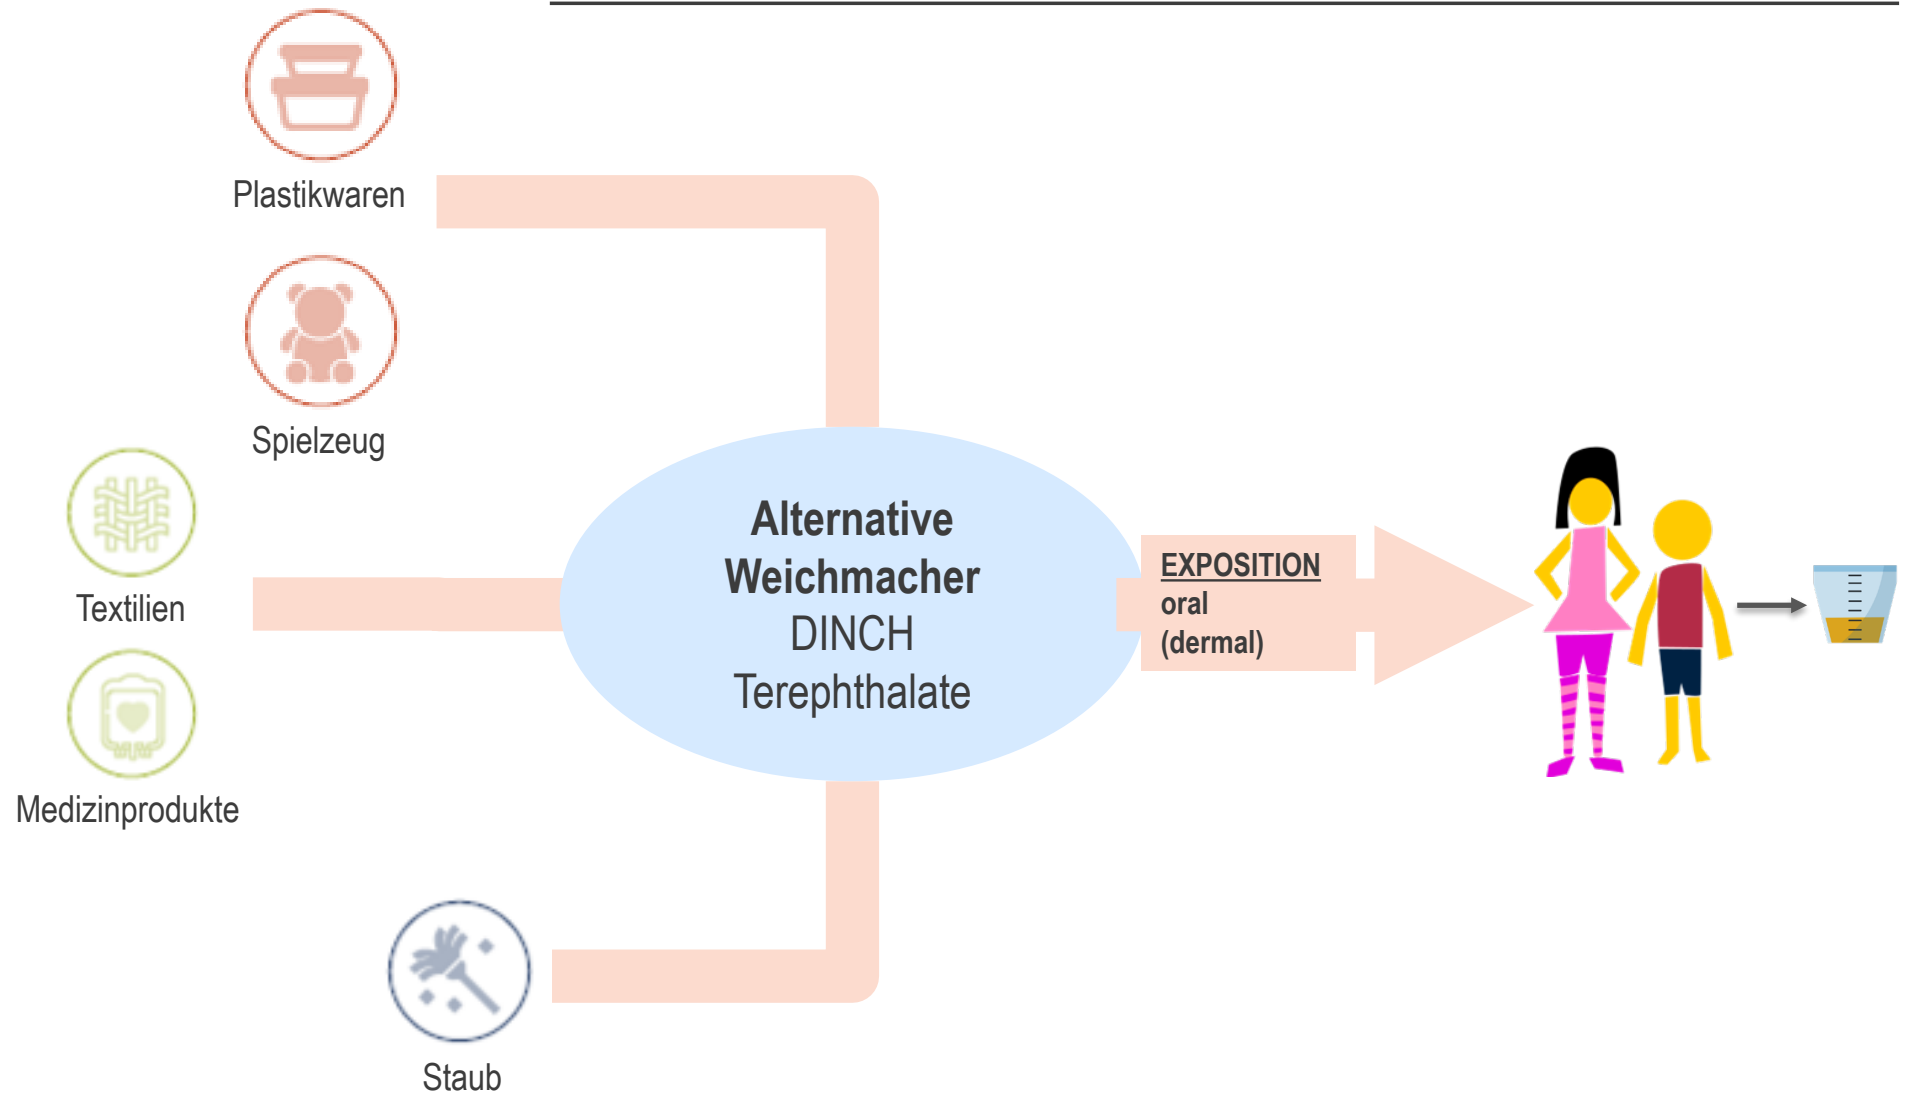 Plastikwaren
Spielzeug
Textilien
Medizinprodukte
Staub
Alternative
Weichmacher
DINCH
Terephthalate
EXPOSITION
oral
(dermal)